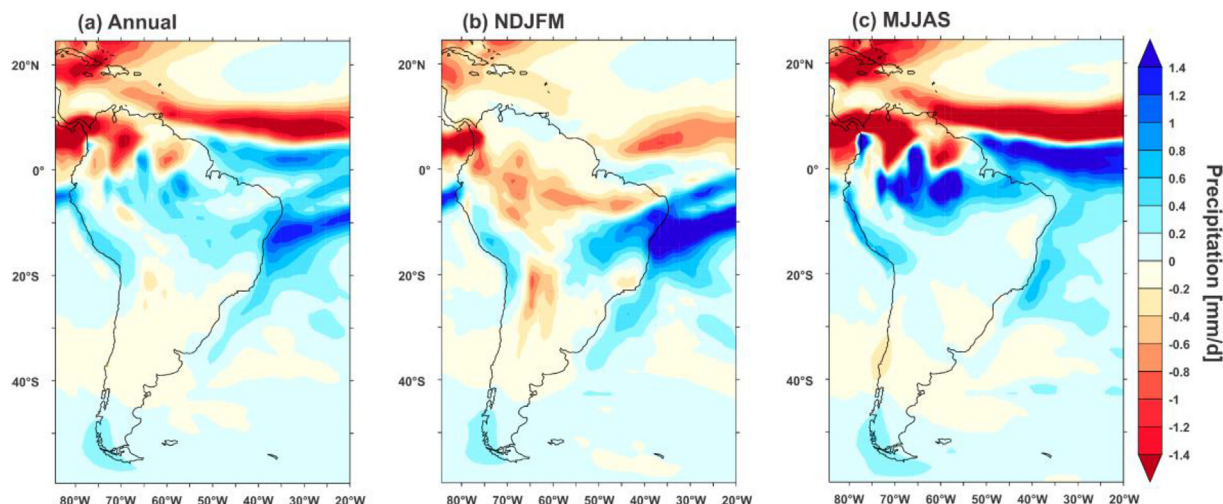 (a) Annual
(b) NDJFM
(c) MJJAS
20°N
0°
20°S
40°S
80°W 70°W 60°W 50°W 40°W 30°W 20°W
20°N
0°
20°S
40°S
80°W 70°W 60°W 50°W 40°W 30°W 20°W
20°N
0°
20°S
40°S
80°W 70°W 60°W 50°W 40°W 30°W 20°W
1.4
1.2
1
0.8
0.6
0.4
0.2
0
-0.2
-0.4
-0.6
-0.8
-1
-1.2
-1.4
Precipitation [mm/d]